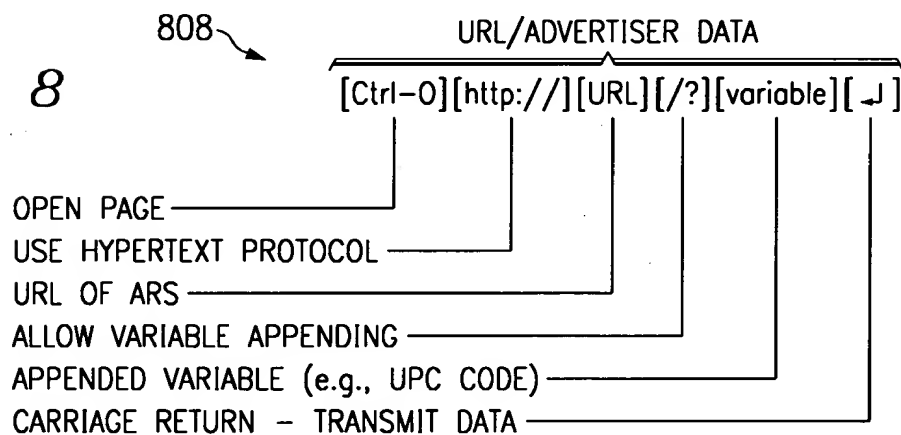 808
URL/ADVERTISER DATA
8
[Ctrl-O][http://][URL][/?][variable][↵]
OPEN PAGE
USE HYPERTEXT PROTOCOL
URL OF ARS
ALLOW VARIABLE APPENDING
APPENDED VARIABLE (e.g., UPC CODE)
CARRIAGE RETURN - TRANSMIT DATA